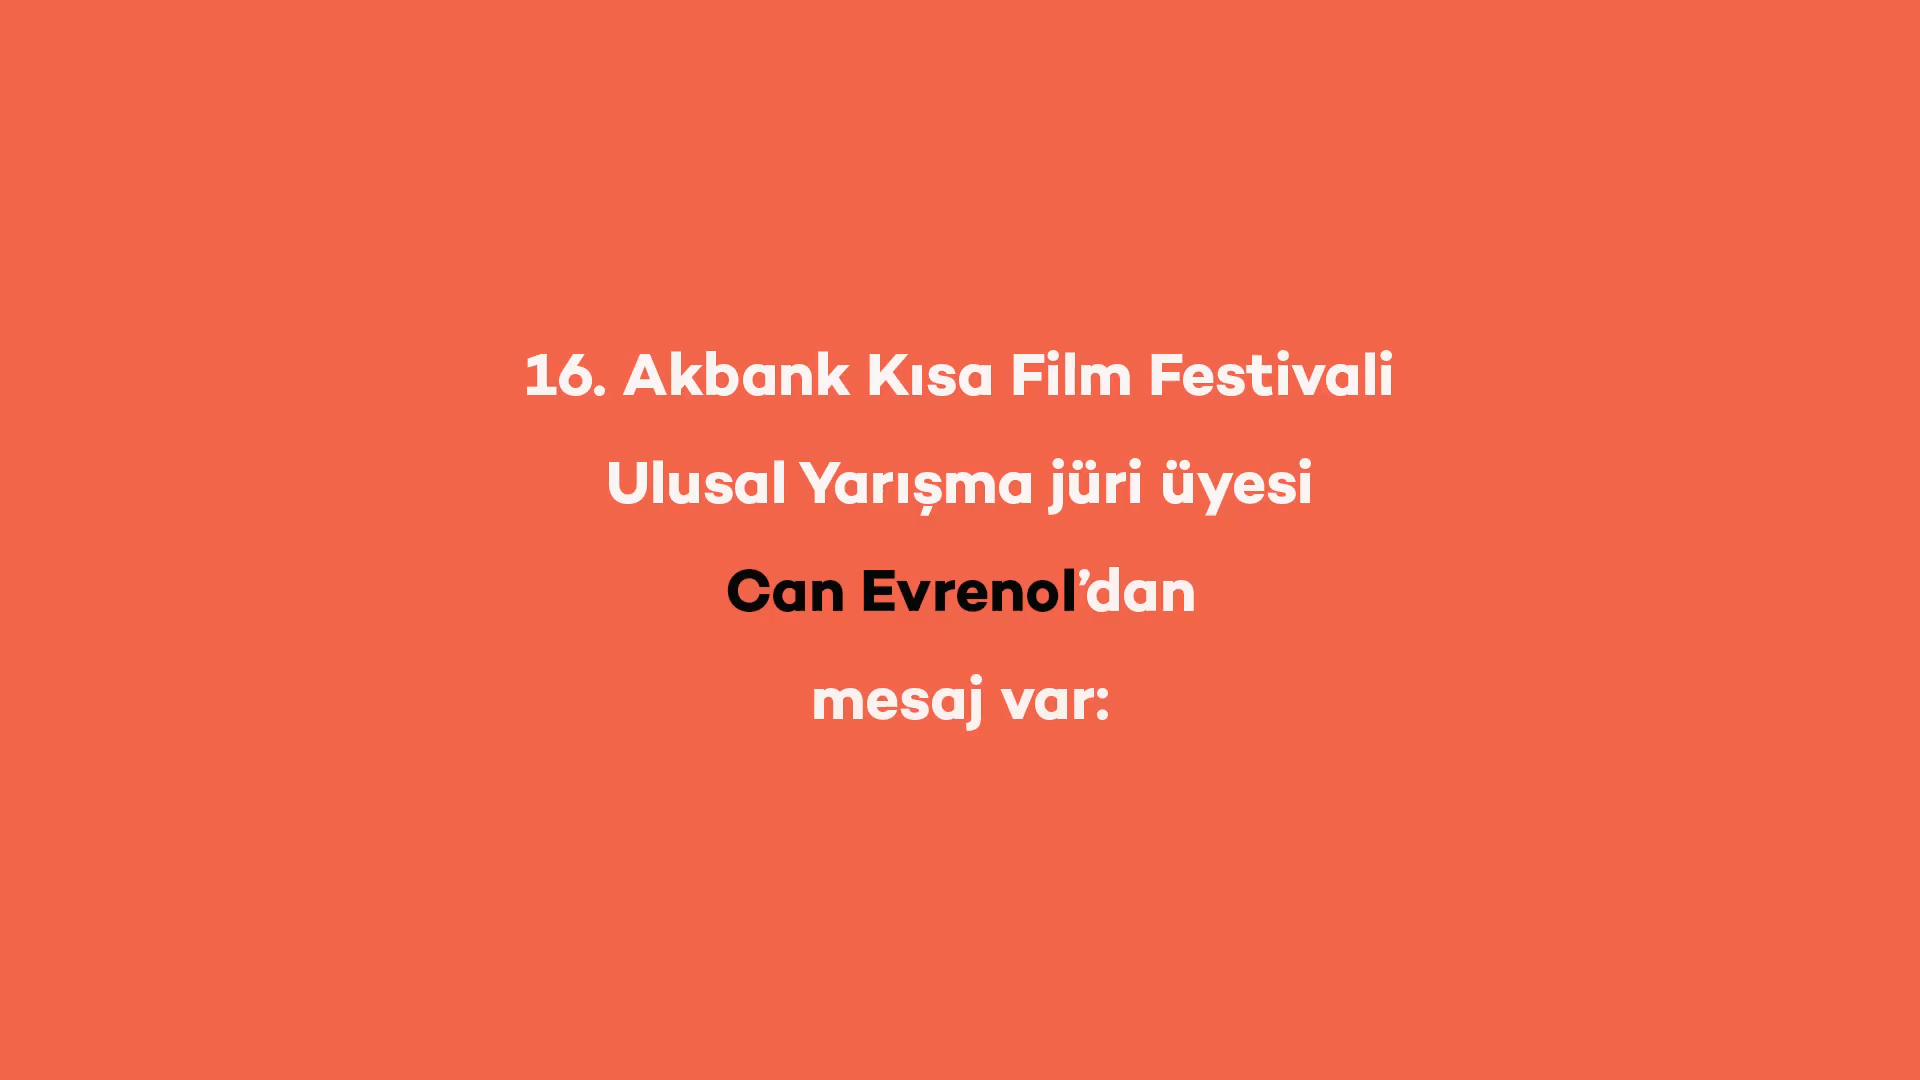 16. Akbank Kısa Film Festivali
Ulusal Yarışma jüri üyesi
Can Evrenol’dan
mesaj var: